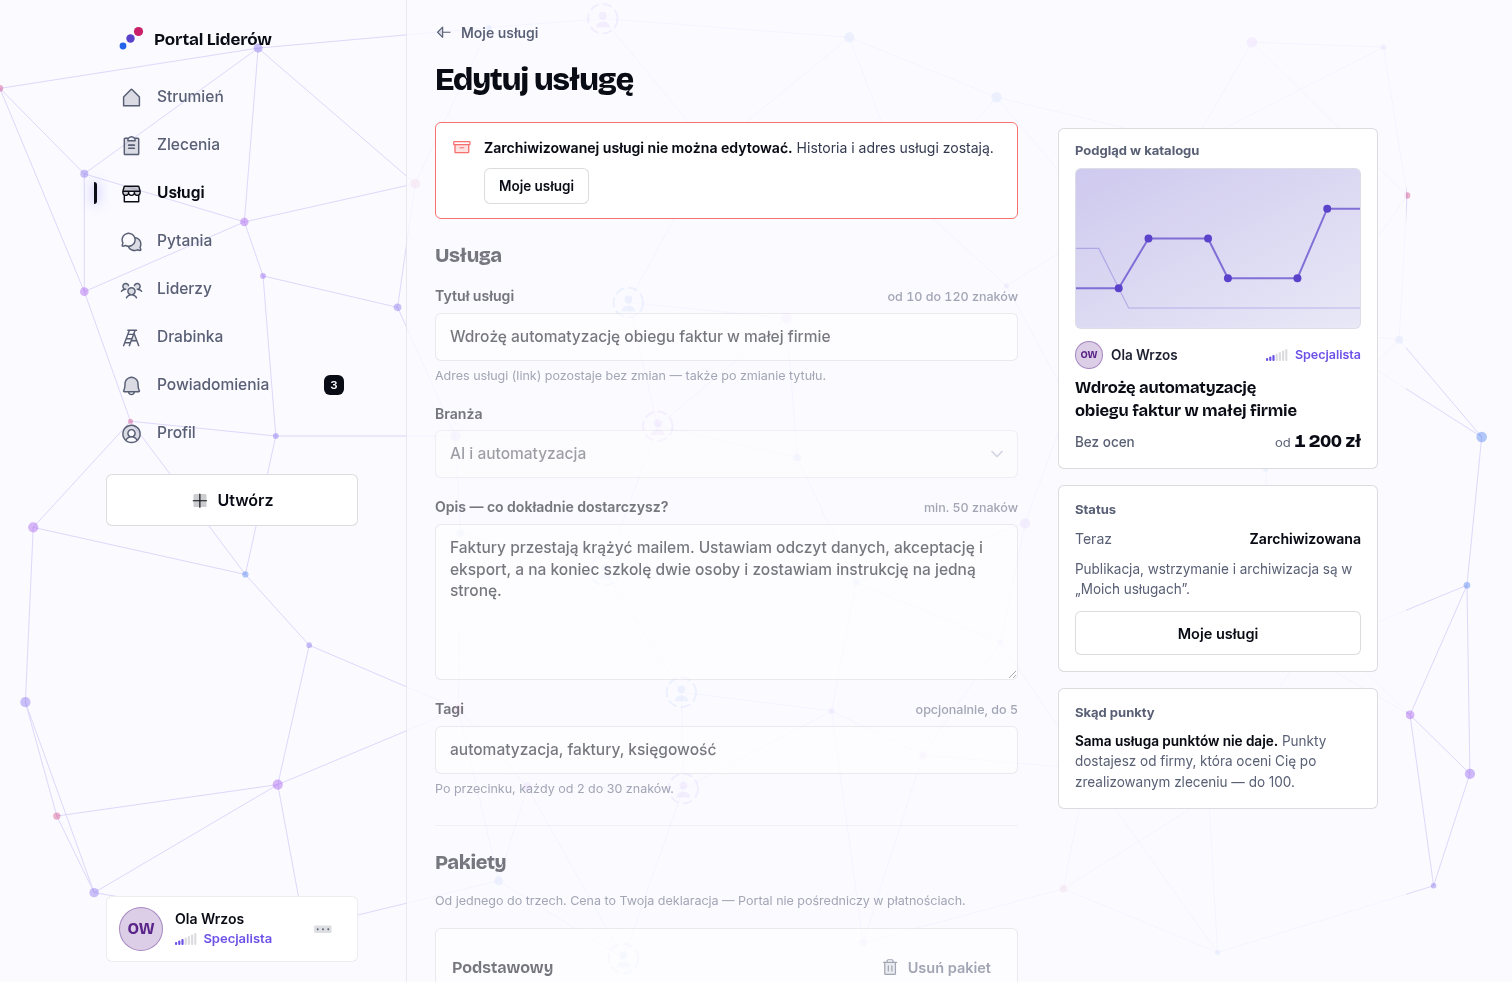 Portal Liderów
Strumień
Zlecenia
Usługi
Pytania
Liderzy
Drabinka
Powiadomienia
3
Profil
Utwórz
OW
Ola Wrzos
Specjalista
Moje usługi
Edytuj usługę
Zarchiwizowanej usługi nie można edytować. Historia i adres usługi zostają.
Moje usługi
Usługa
Tytuł usługi
od 10 do 120 znaków
Wdrożę automatyzację obiegu faktur w małej firmie
Adres usługi (link) pozostaje bez zmian — także po zmianie tytułu.
Branża
AI i automatyzacja
Opis — co dokładnie dostarczysz?
min. 50 znaków
Faktury przestają krążyć mailem. Ustawiam odczyt danych, akceptację i
eksport, a na koniec szkolę dwie osoby i zostawiam instrukcję na jedną
stronę.
Tagi
opcjonalnie, do 5
automatyzacja, faktury, księgowość
Po przecinku, każdy od 2 do 30 znaków.
Pakiety
Od jednego do trzech. Cena to Twoja deklaracja — Portal nie pośredniczy w płatnościach.
Podstawowy
Usuń pakiet
Podgląd w katalogu
OW
Ola Wrzos
Specjalista
Wdrożę automatyzację
obiegu faktur w małej firmie
Bez ocen
od 1 200 zł
Status
Teraz
Zarchiwizowana
Publikacja, wstrzymanie i archiwizacja są w
„Moich usługach”.
Moje usługi
Skąd punkty
Sama usługa punktów nie daje. Punkty
dostajesz od firmy, która oceni Cię po
zrealizowanym zleceniu — do 100.